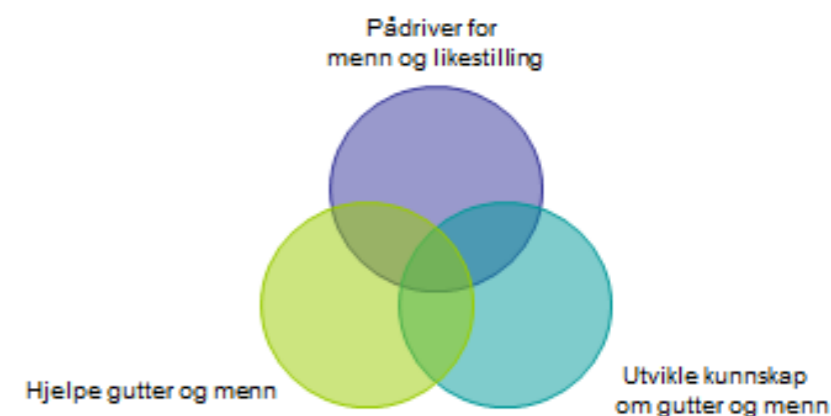 Pådriver for
menn og likestilling
Hjelpe gutter og menn
Utvikle kunnskap
om gutter og menn